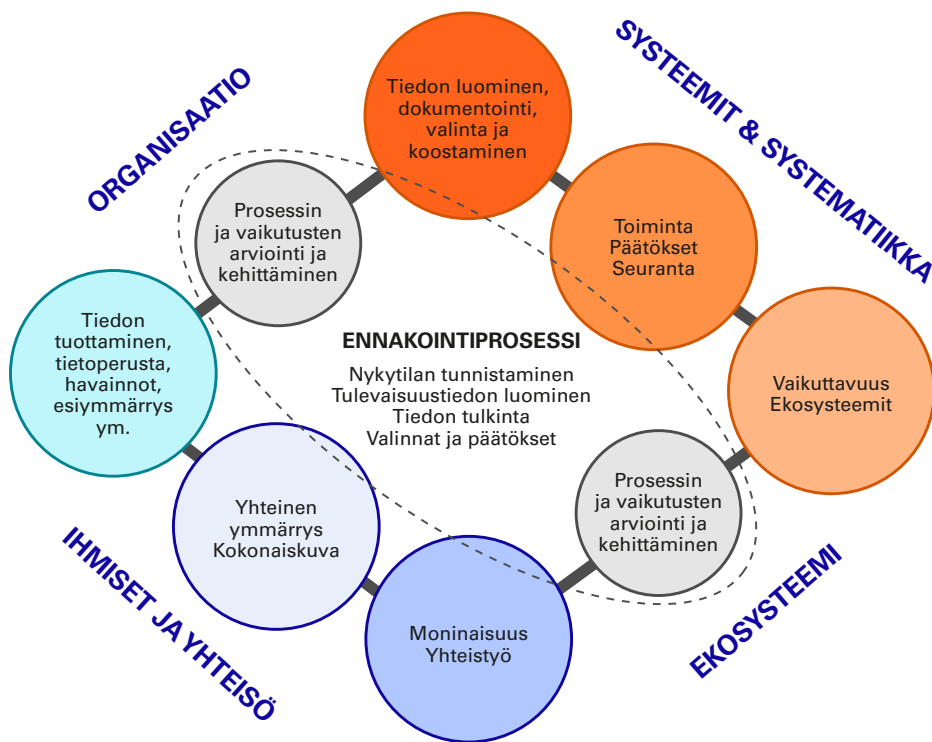 ORGANISAATIO
SYSTEEMIT & SYSTEMATIIKKA
Tiedon luominen,
dokumentointi,
valinta ja
koostaminen
Prosessin
ja vaikutusten
arviointi ja
kehittäminen
Toiminta
Päätökset
Seuranta
Tiedon
tuottaminen,
tietoperusta,
havainnot,
esiymmärrys
ym.
ENNAKOINTIPROSESSI
Nykytilan tunnistaminen
Tulevaisuustiedon luominen
Tiedon tulkinta
Valinnat ja päätökset
Vaikuttavuus
Ekosysteemit
Yhteinen
ymmärrys
Kokonaiskuva
Prosessin
ja vaikutusten
arviointi ja
kehittäminen
Moninaisuus
Yhteistyö
IHMISET JA YHTEISÖ
EKOSYSTEEMI